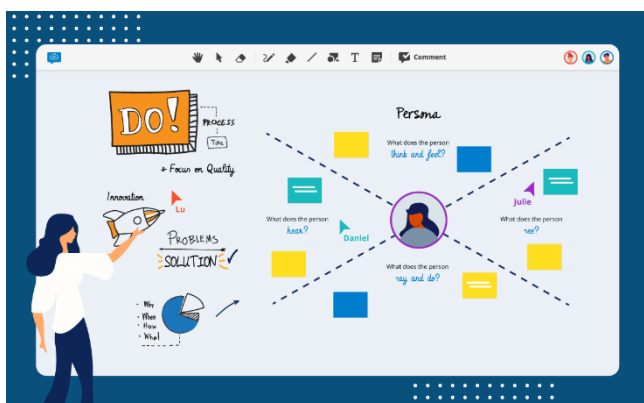 Comment
DO!
PROCESS
Time
+ Focus on Quality
Innovation
Lu
PROBLEMS
SOLUTION
• Why
• When
• How
• What
Persona
What does the person
think and feel?
What does the person
hear?
Daniel
Julie
What does the person
see?
What does the person
say and do?
T